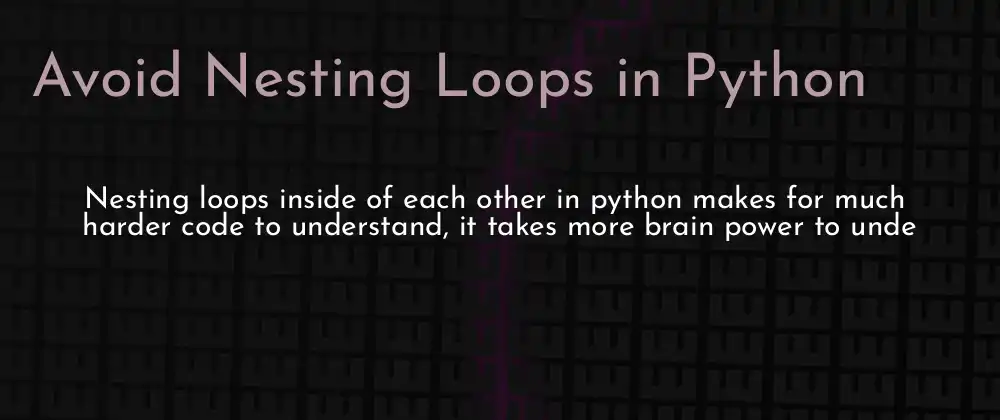 Avoid Nesting Loops in Python
Nesting loops inside of each other in python makes for much
harder code to understand, it takes more brain power to unde